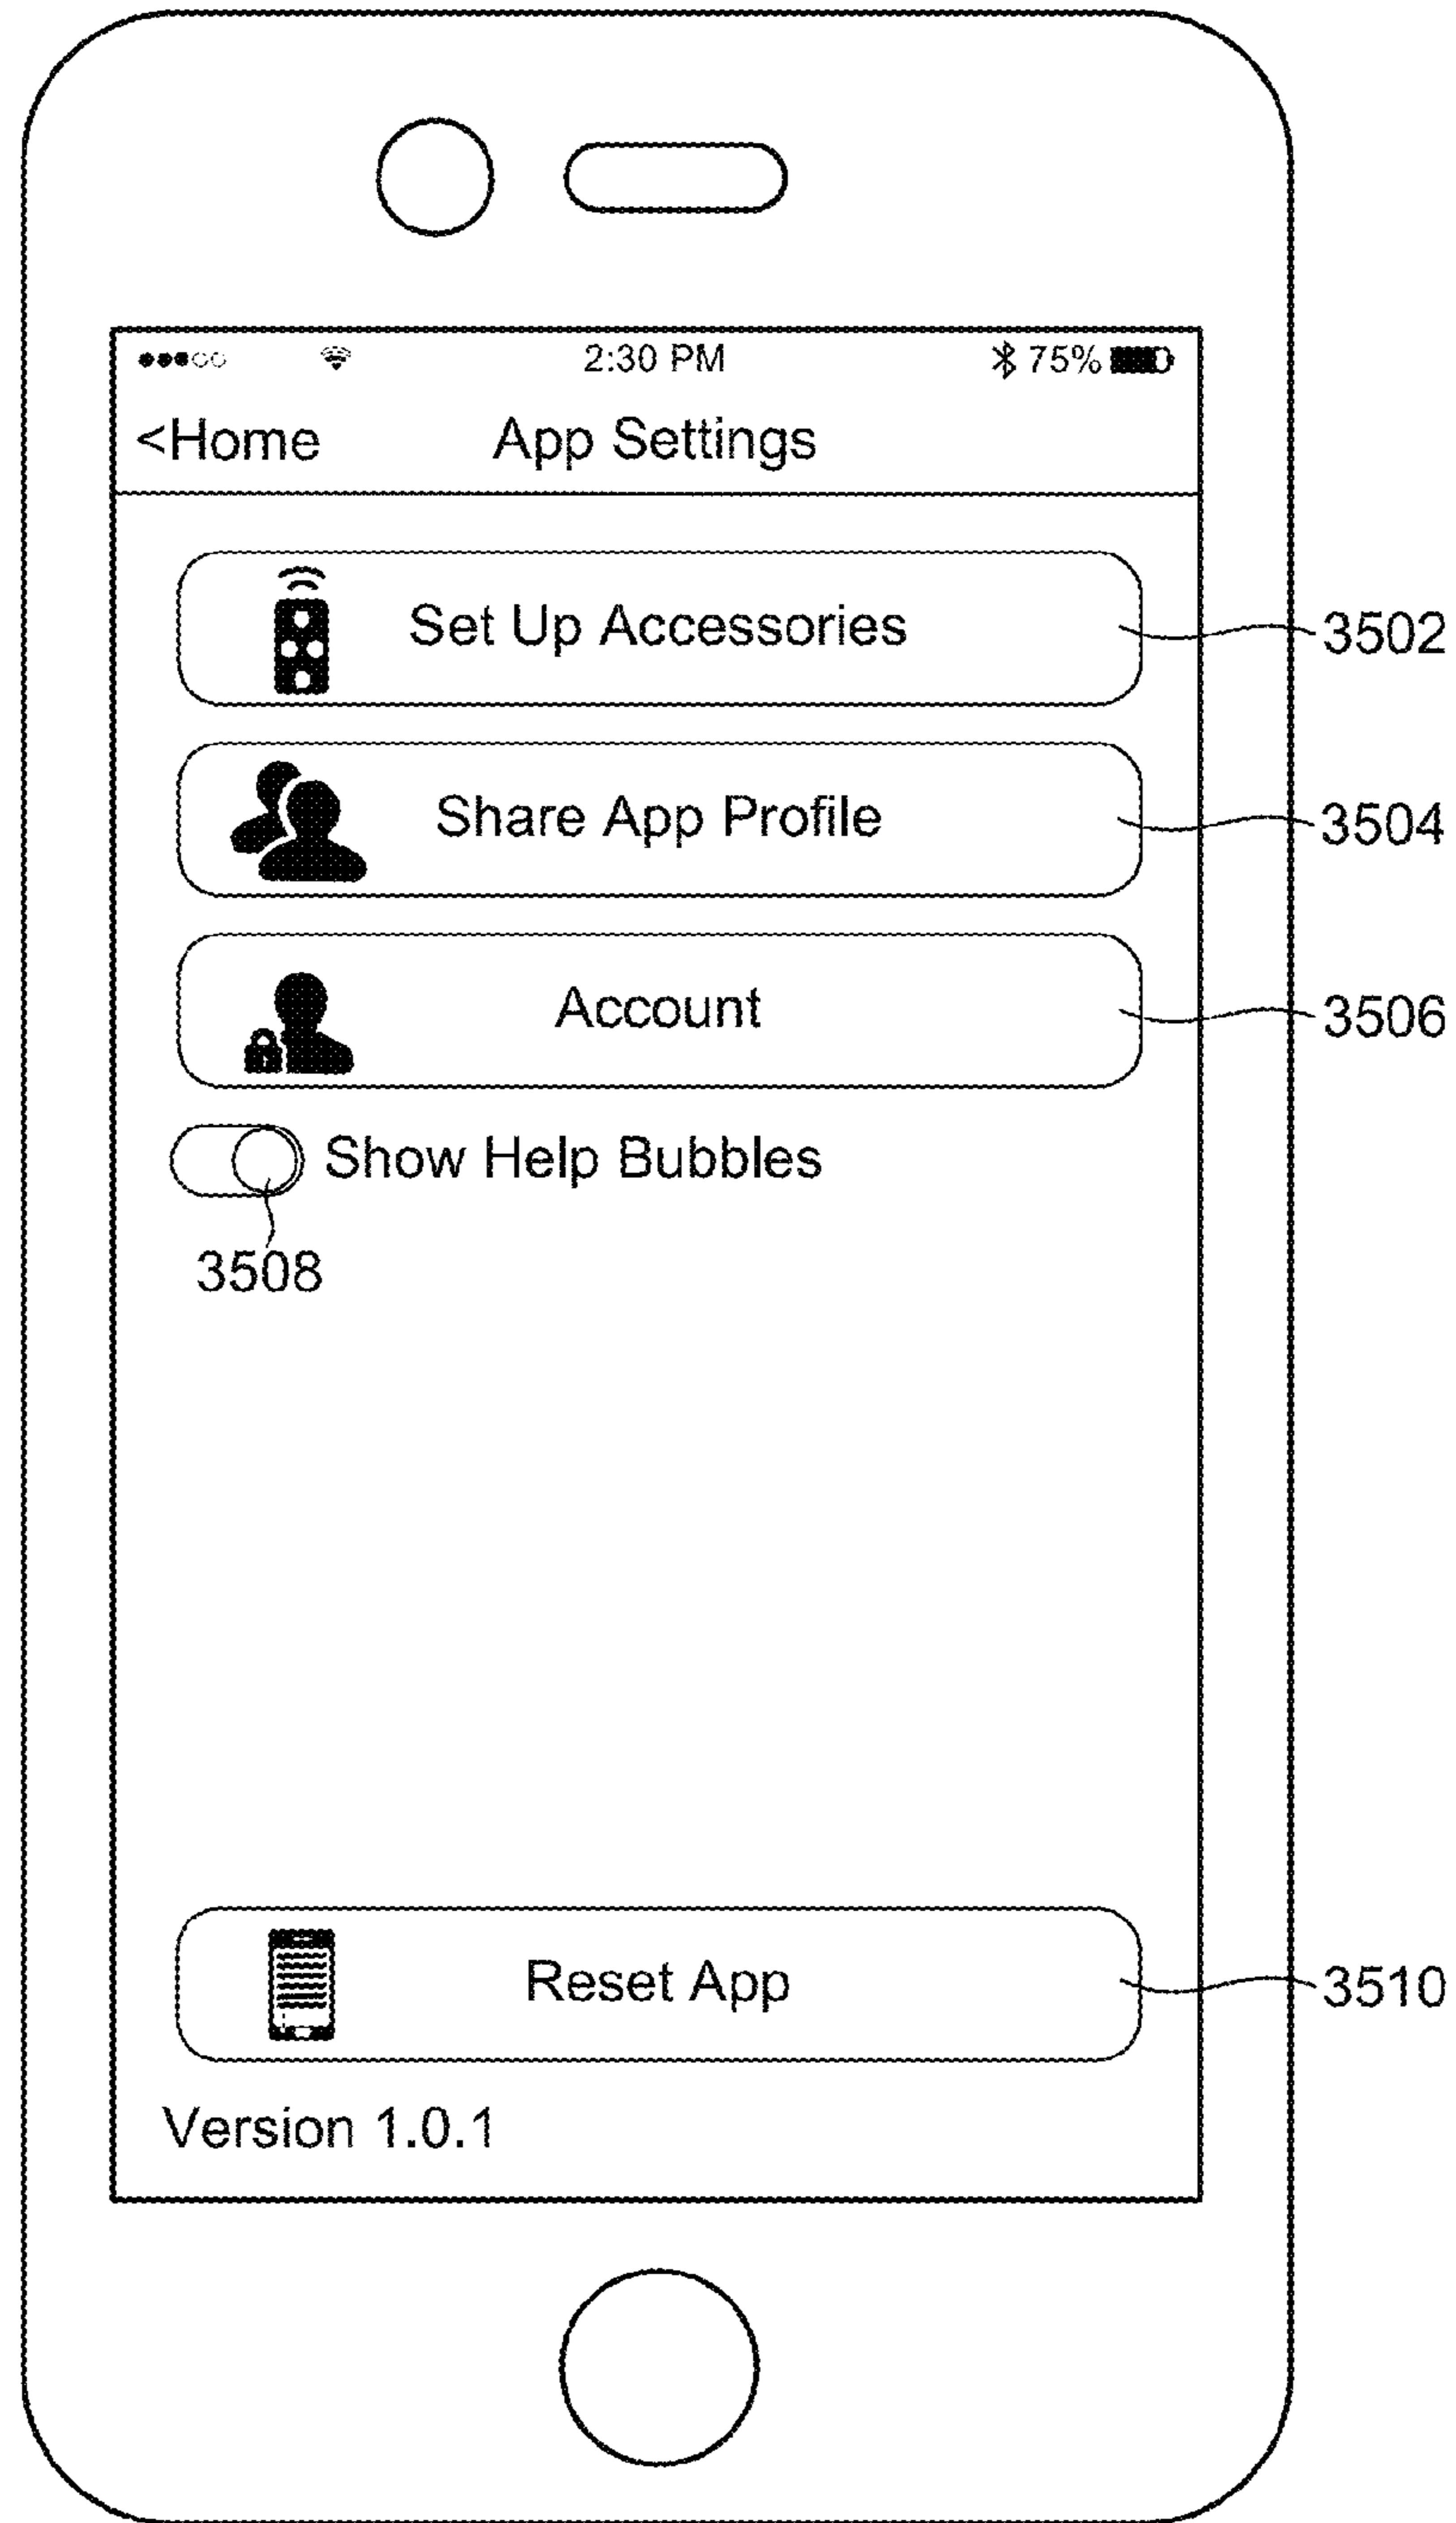 2:30 PM 75%
<Home App Settings
Set Up Accessories 3502
Share App Profile 3504
Account 3506
Show Help Bubbles
3508
Reset App 3510
Version 1.0.1